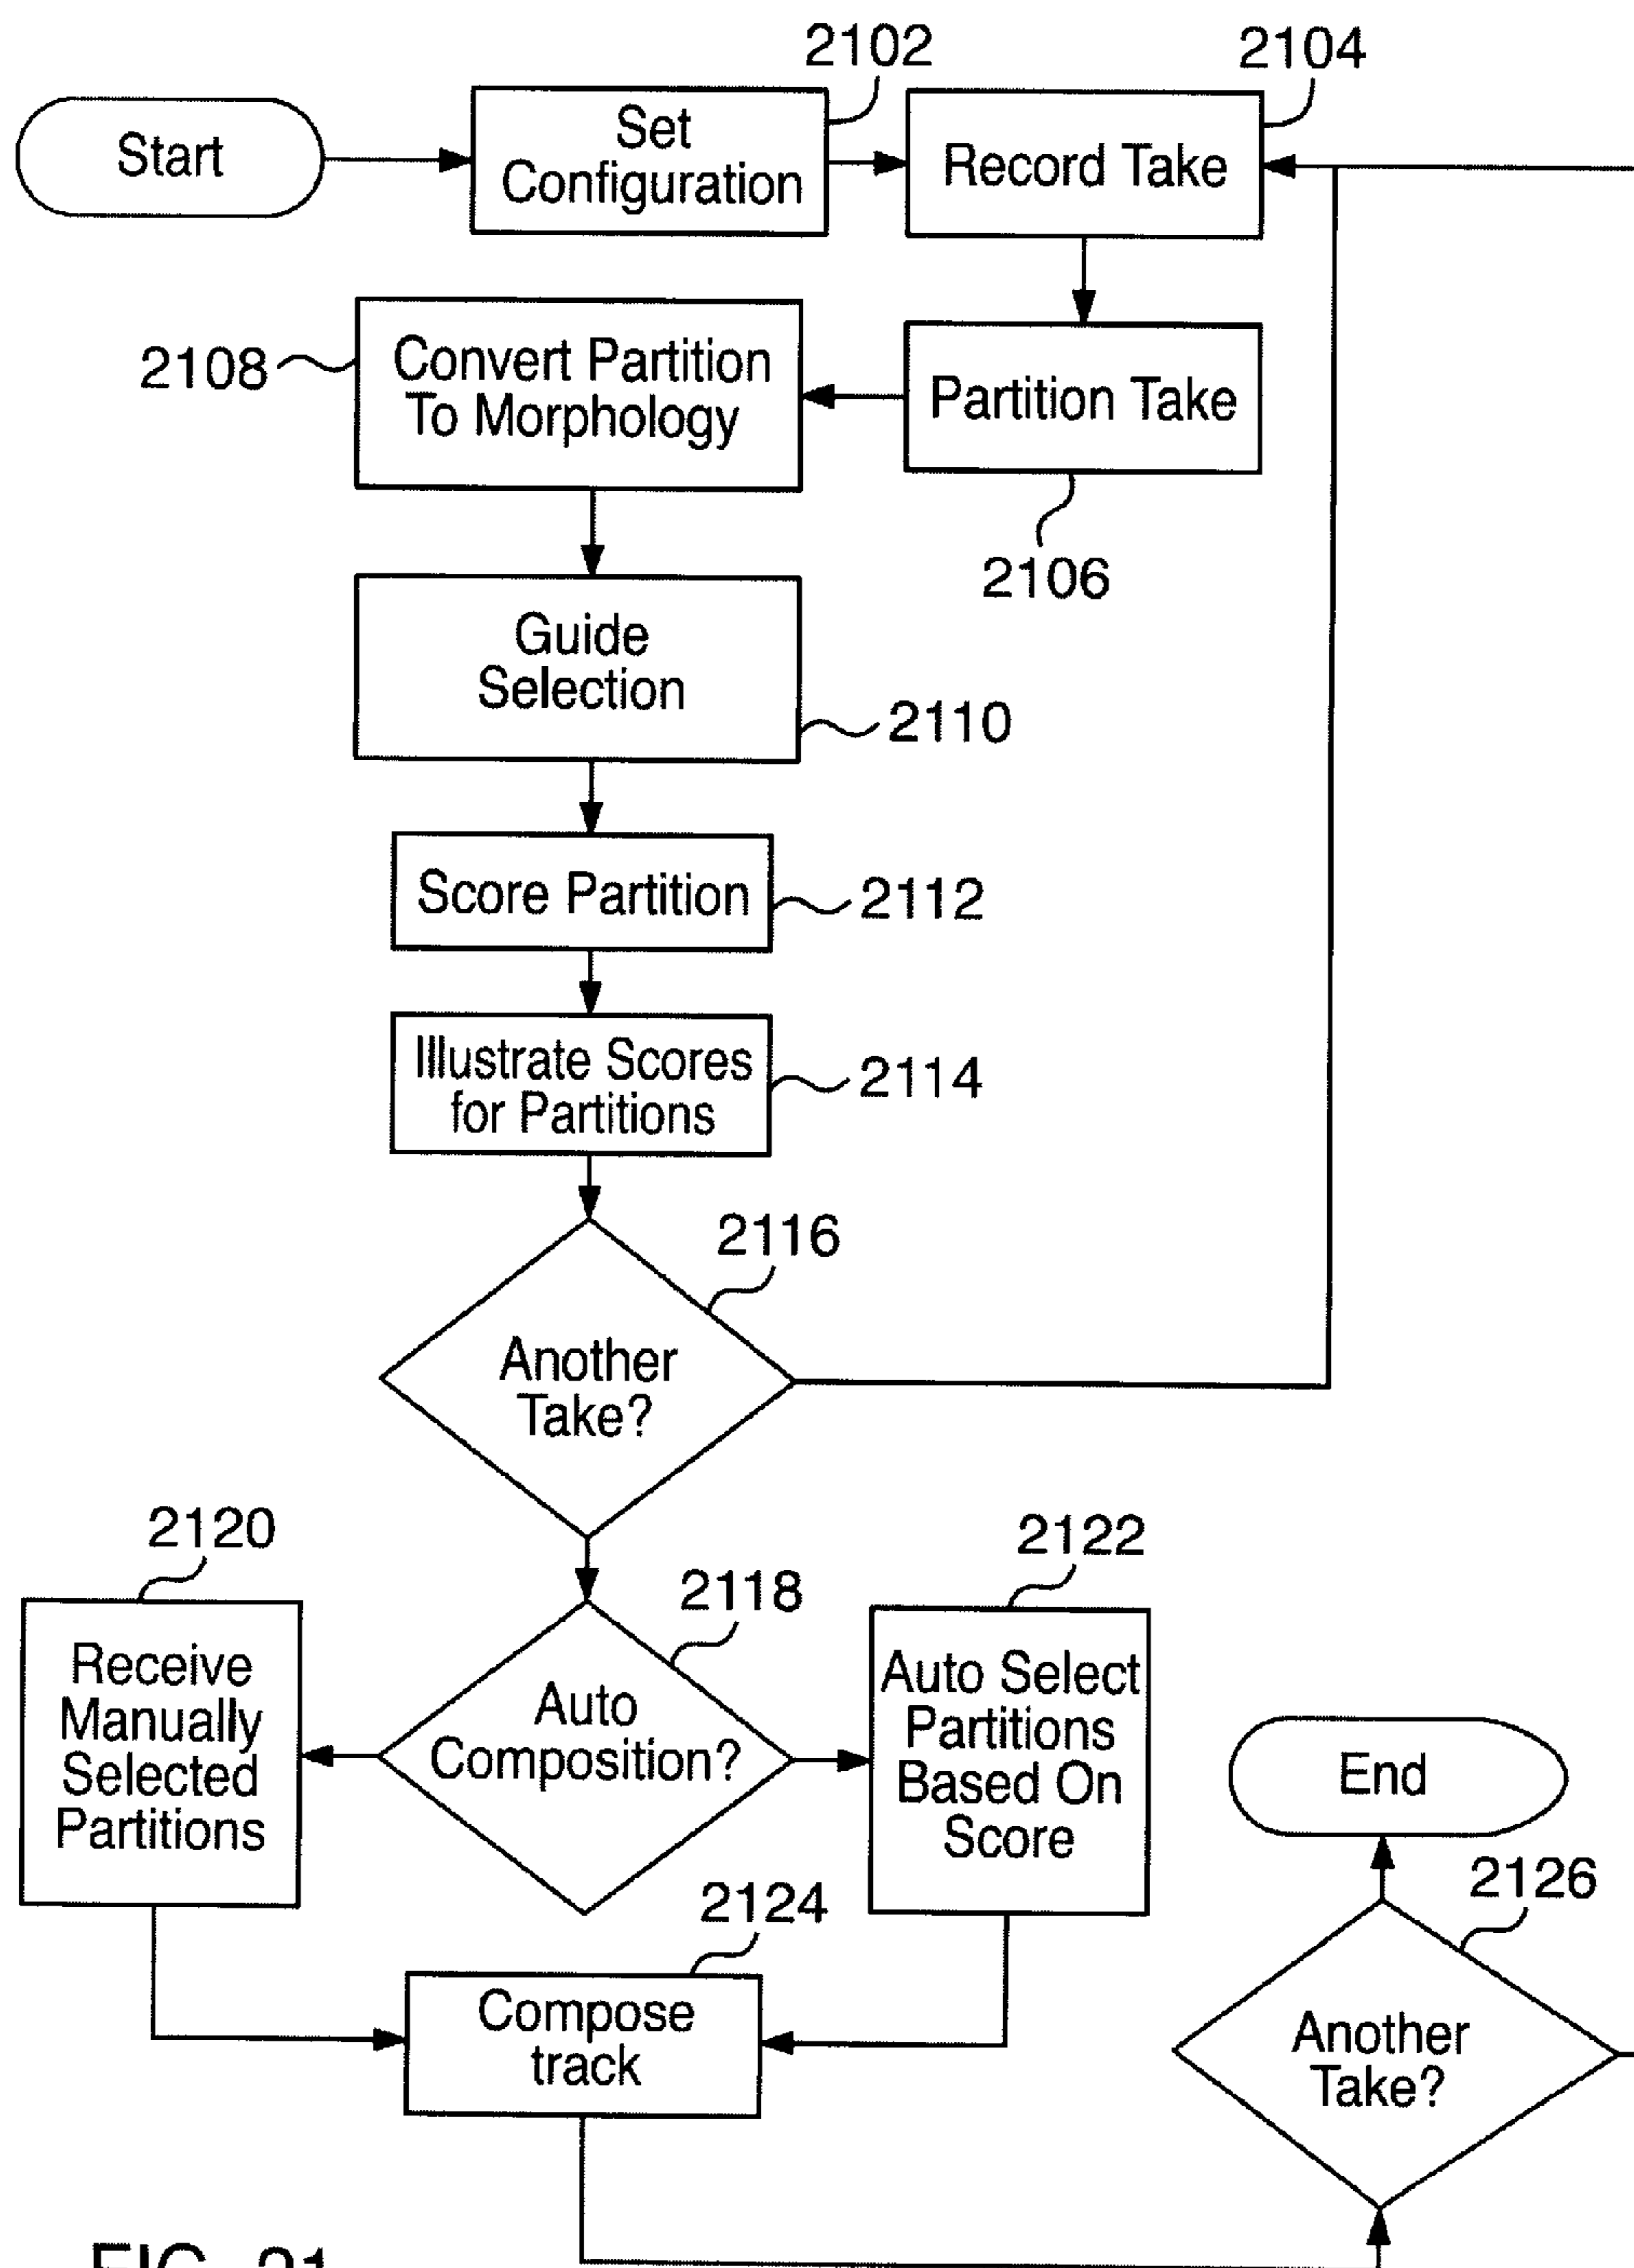 2102
2104
Start
Set
Configuration
Record Take
2108
Convert Partition
To Morphology
Partition Take
2106
Guide
Selection
2110
Score Partition
2112
Illustrate Scores
for Partitions
2114
2116
Another
Take?
2120
2118
2122
Receive
Manually
Selected
Partitions
Auto
Composition?
Auto Select
Partitions
Based On
Score
End
2124
2126
Compose
track
Another
Take?
FIG. 21